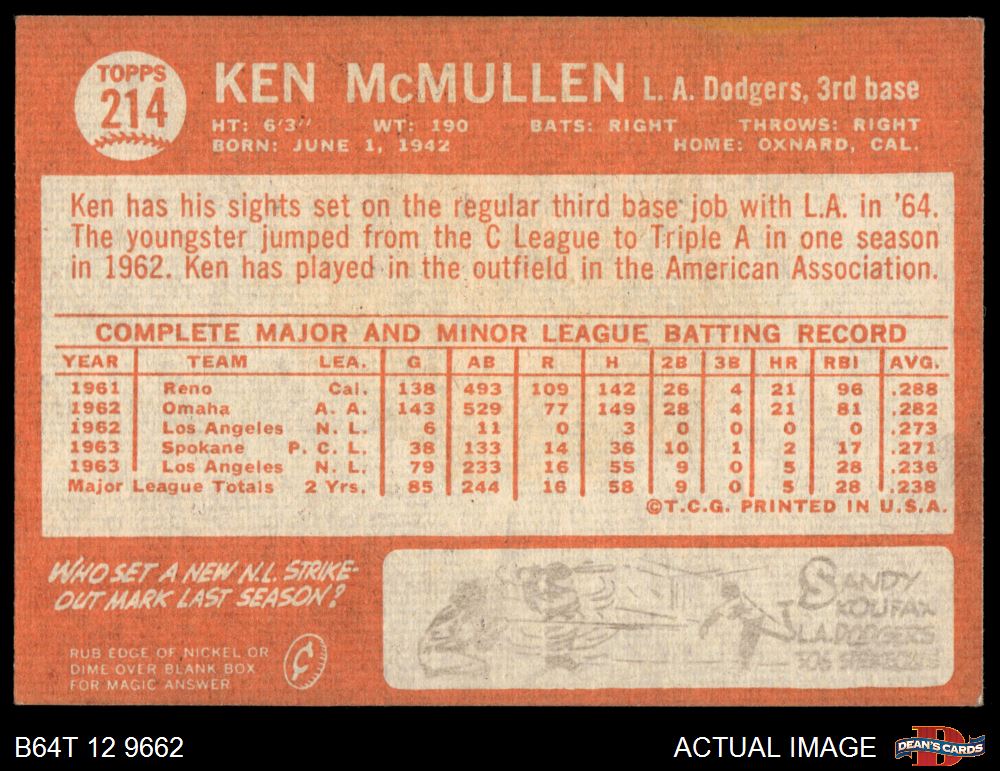 TOPPS
214
KEN McMULLEN L. A. Dodgers, 3rd base
HT: 6'3" WT: 190 BATS: RIGHT THROWS: RIGHT
BORN: JUNE 1, 1942 HOME: OXNARD, CAL.
Ken has his sights set on the regular third base job with L.A. in '64.
The youngster jumped from the C League to Triple A in one season
in 1962. Ken has played in the outfield in the American Association.
COMPLETE MAJOR AND MINOR LEAGUE BATTING RECORD
YEAR TEAM LEA. G AB R H 2B 3B HR RBI AVG.
1961 Reno Cal. 138 493 109 142 26 4 21 96 .288
1962 Omaha A. A. 143 529 77 149 28 4 21 81 .282
1962 Los Angeles N. L. 6 11 0 3 0 0 0 0 .273
1963 Spokane P. C. L. 38 133 14 36 10 1 2 17 .271
1963 Los Angeles N. L. 79 233 16 55 9 0 5 28 .236
Major League Totals 2 Yrs. 85 244 16 58 9 0 5 28 .238
©T.C.G. PRINTED IN U.S.A.
WHO SET A NEW N.L. STRIKE-
OUT MARK LAST SEASON?
RUB EDGE OF NICKEL OR
DIME OVER BLANK BOX
FOR MAGIC ANSWER
SANDY
KOUFAX
L.A. DODGERS
306
B64T 12 9662
ACTUAL IMAGE
DEAN'S CARDS